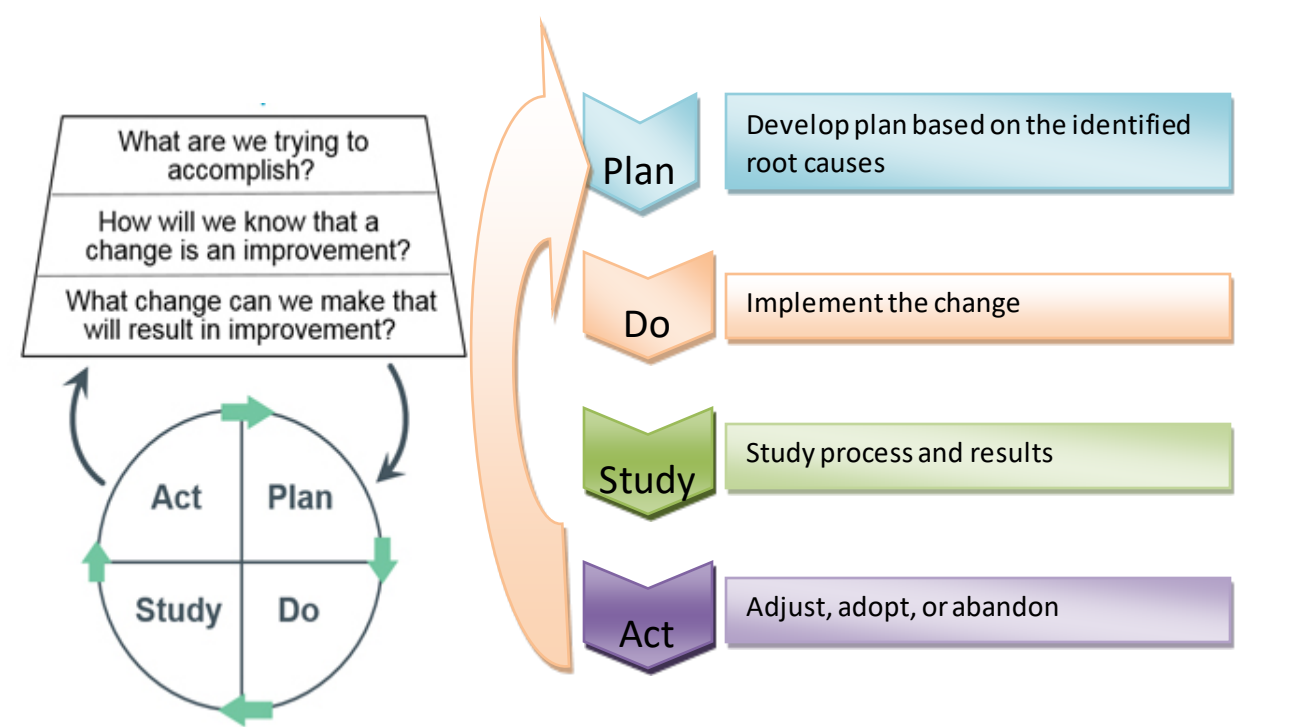 What are we trying to
accomplish?
How will we know that a
change is an improvement?
What change can we make that
will result in improvement?
Act
Plan
Study
Do
Plan
Develop plan based on the identified
root causes
Do
Implement the change
Study
Study process and results
Act
Adjust, adopt, or abandon